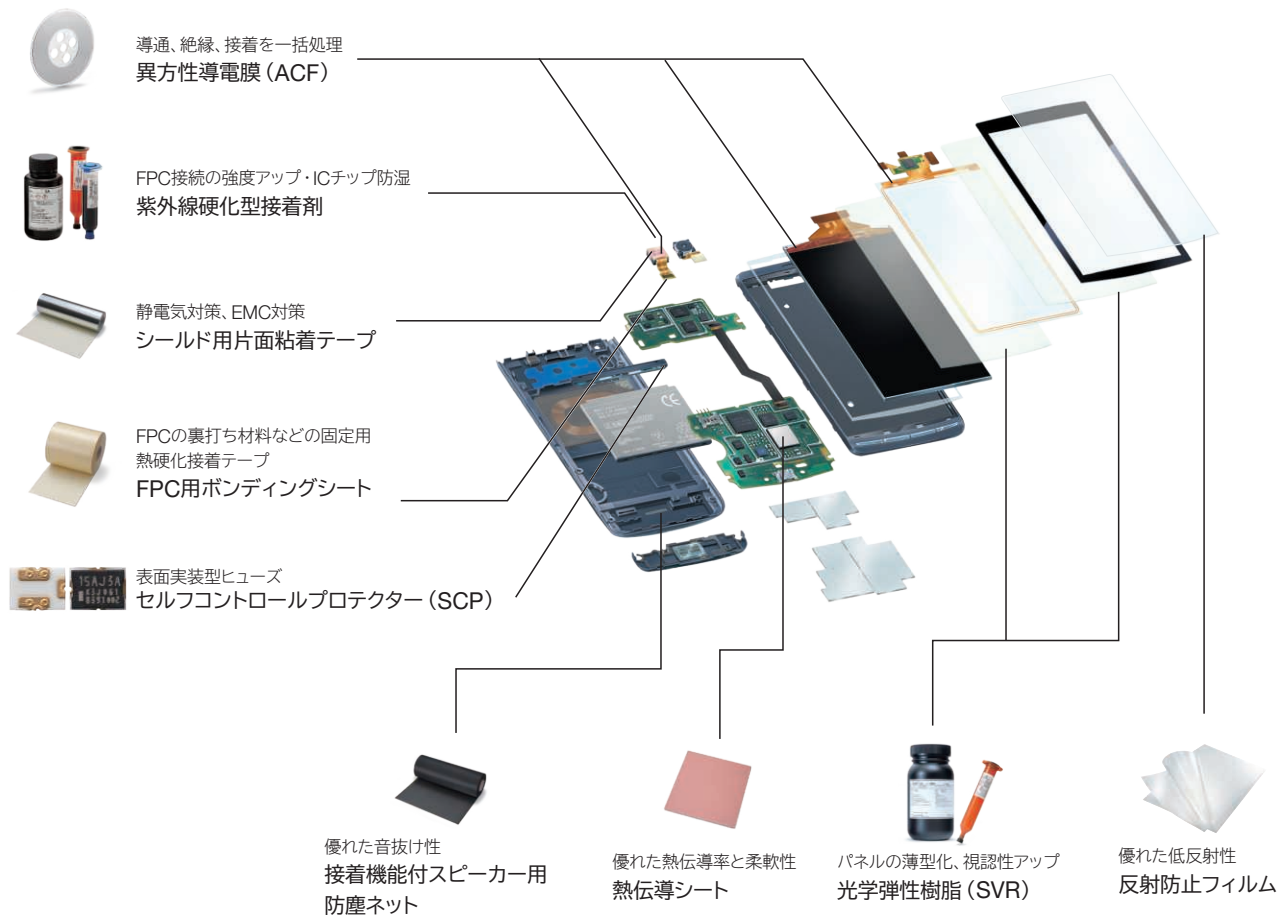 導通、絶縁、接着を一括処理
異方性導電膜（ACF）
FPC接続の強度アップ・ICチップ防湿
紫外線硬化型接着剤
静電気対策、EMC対策
シールド用片面粘着テープ
FPCの裏打ち材料などの固定用
熱硬化接着テープ
FPC用ボンディングシート
15AJ3A
表面実装型ヒューズ
セルフコントロールプロテクター（SCP）
CE
優れた音抜け性
接着機能付スピーカー用
防塵ネット
優れた熱伝導率と柔軟性
熱伝導シート
パネルの薄型化、視認性アップ
光学弾性樹脂（SVR）
優れた低反射性
反射防止フィルム